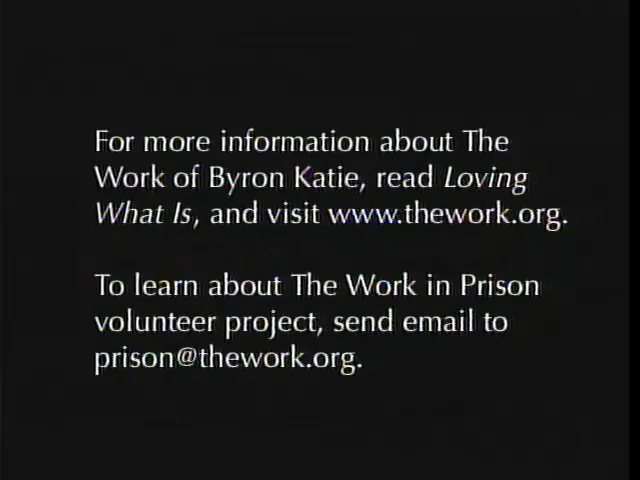 For more information about The
Work of Byron Katie, read Loving
What Is, and visit www.thework.org.
To learn about The Work in Prison
volunteer project, send email to
prison@thework.org.